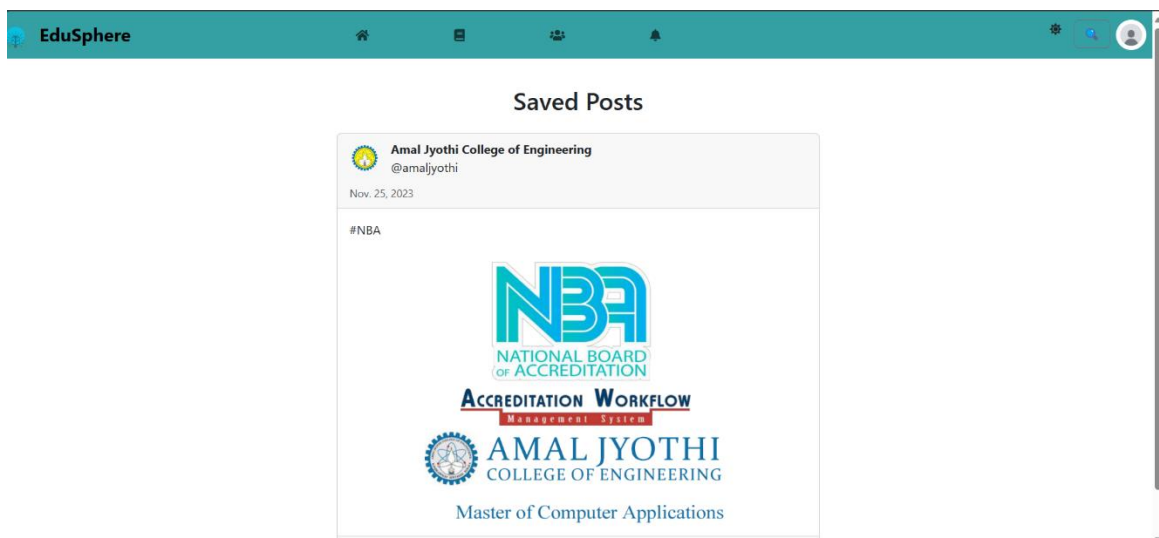 EduSphere
Saved Posts
Amal Jyothi College of Engineering
@amaljyothi
Nov. 25, 2023
#NBA
NBA
NATIONAL BOARD
OF ACCREDITATION
ACCREDITATION WORKFLOW
Management System
AMAL JYOTHI
COLLEGE OF ENGINEERING
Master of Computer Applications